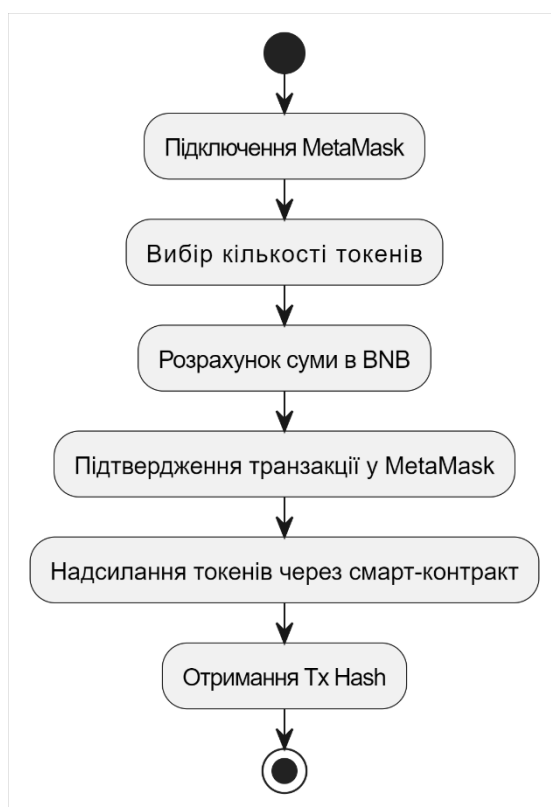 Підключення MetaMask
Вибір кількості токенів
Розрахунок суми в BNB
Підтвердження транзакції у MetaMask
Надсилання токенів через смарт-контракт
Отримання Tx Hash